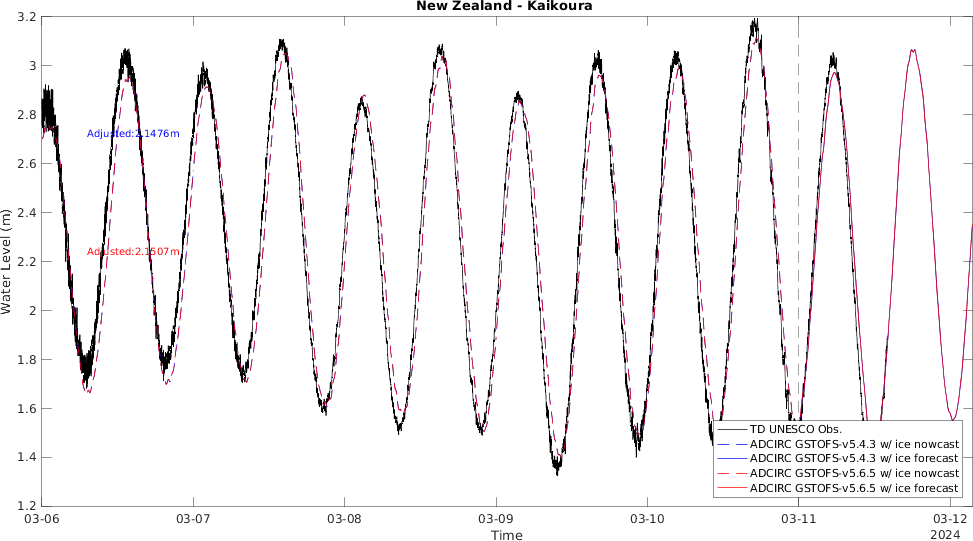 New Zealand - Kaikoura
3.2
3
2.8
2.6
2.4
2.2
2
1.8
1.6
1.4
1.2
Water Level (m)
Adjusted:2.1476m
Adjusted:2.1507m
TD UNESCO Obs.
ADCIRC GSTOFS-v5.4.3 w/ ice nowcast
ADCIRC GSTOFS-v5.4.3 w/ ice forecast
ADCIRC GSTOFS-v5.6.5 w/ ice nowcast
ADCIRC GSTOFS-v5.6.5 w/ ice forecast
03-06 03-07 03-08 03-09 03-10 03-11 03-12
Time
2024